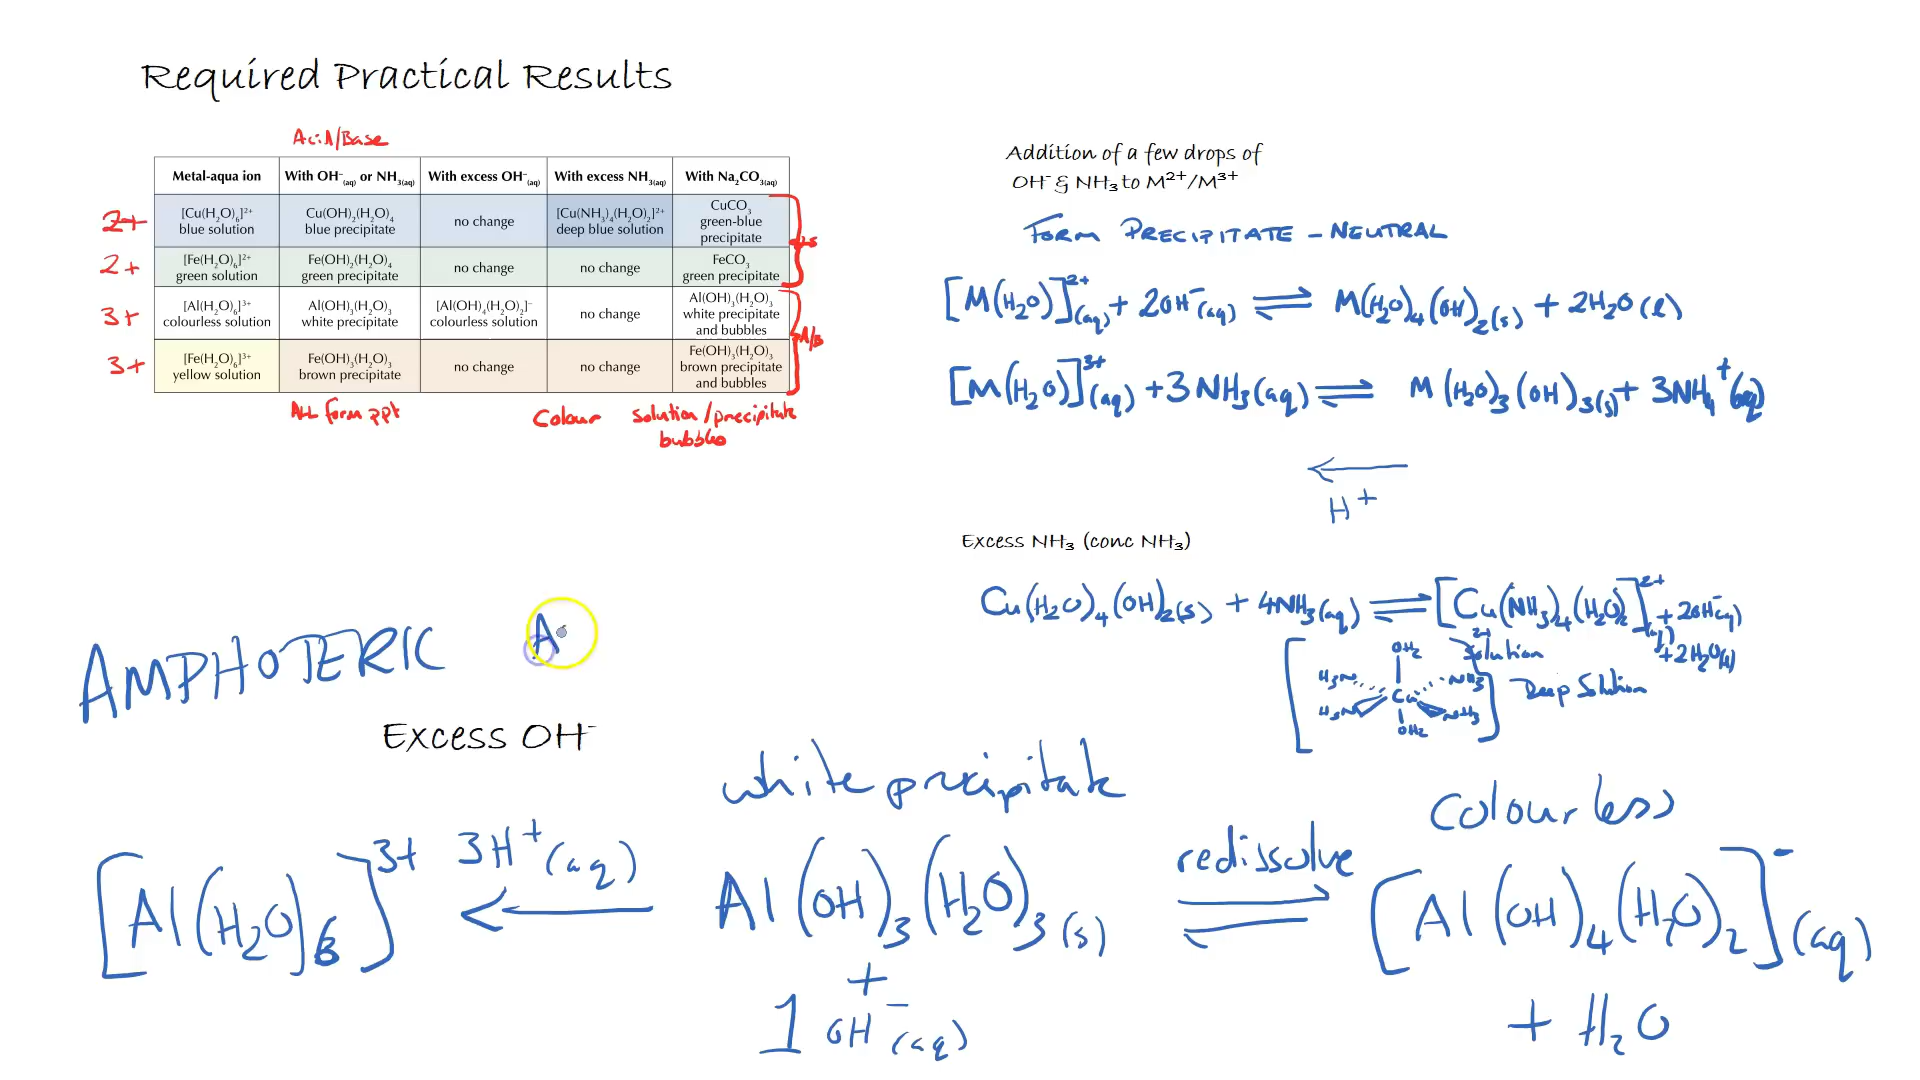 Required Practical Results
Acid/Base
Metal-aqua ion | With OH⁻(aq) or NH₃(aq) | With excess OH⁻(aq) | With excess NH₃(aq) | With Na₂CO₃(aq)
2+ [Cu(H₂O)₆]²⁺ blue solution | Cu(OH)₂(H₂O)₄ blue precipitate | no change | [Cu(NH₃)₄(H₂O)₂]²⁺ deep blue solution | CuCO₃ green-blue precipitate
2+ [Fe(H₂O)₆]²⁺ green solution | Fe(OH)₂(H₂O)₄ green precipitate | no change | no change | FeCO₃ green precipitate
3+ [Al(H₂O)₆]³⁺ colourless solution | Al(OH)₃(H₂O)₃ white precipitate | [Al(OH)₄(H₂O)₂]⁻ colourless solution | no change | Al(OH)₃(H₂O)₃ white precipitate and bubbles
A/B
3+ [Fe(H₂O)₆]³⁺ yellow solution | Fe(OH)₃(H₂O)₃ brown precipitate | no change | no change | Fe(OH)₃(H₂O)₃ brown precipitate and bubbles
ALL form ppt
Colour
Solution/precipitate
bubbles
Addition of a few drops of
OH⁻ & NH₃ to M²⁺/M³⁺
FORM PRECIPITATE - NEUTRAL
[M(H₂O)]²⁺(aq) + 2OH⁻(aq) ⇌ M(H₂O)₄(OH)₂(s) + 2H₂O(l)
[M(H₂O)]³⁺(aq) + 3NH₃(aq) ⇌ M(H₂O)₃(OH)₃(s) + 3NH₄⁺(aq)
←
H⁺
Excess NH₃ (conc NH₃)
Cu(H₂O)₄(OH)₂(s) + 4NH₃(aq) ⇌ [Cu(NH₃)₄(H₂O)₂]²⁺(aq) + 2OH⁻(aq)
+ 2H₂O(l)
Solution
Deep Solution
[ OH₂ ]²⁺
H₃N NH₃
Cu
H₃N NH₃
OH₂
AMPHOTERIC A
Excess OH⁻
white precipitate
colourless
redissolve
[Al(H₂O)₆]³⁺ 3H⁺(aq) ← Al(OH)₃(H₂O)₃(s) ⇌ [Al(OH)₄(H₂O)₂]⁻(aq)
+
1 OH⁻(aq)
+ H₂O